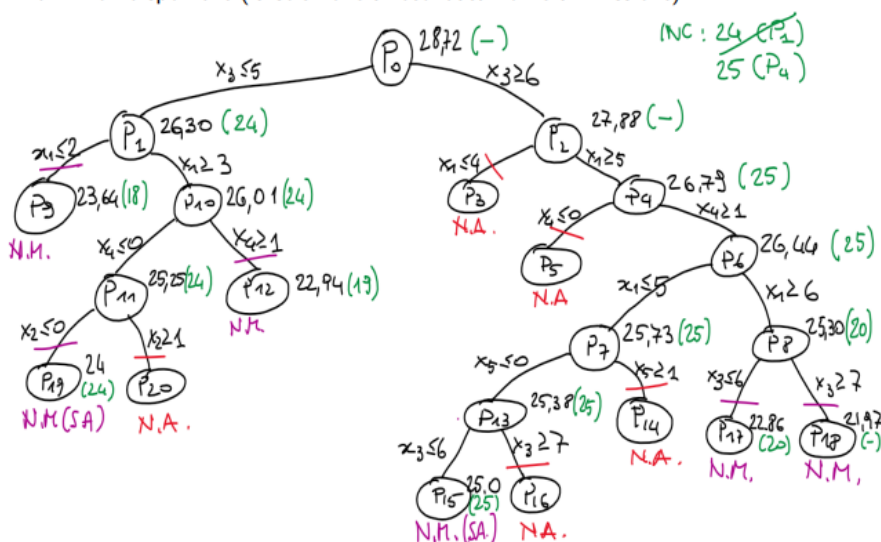 INC: 24 (P1)
25 (P4)
P0 28,72 (-)
x3≤5
x3≥6
P1 26,30 (24)
P2 27,88 (-)
x1≤2
x1≥3
x1≤4
x1≥5
P9 23,64 (18)
N.M.
P10 26,01 (24)
P3
N.A.
P4 26,79 (25)
x4≤0
x4≥1
x4≤0
x4≥1
P11 25,25 (24)
P12 22,94 (19)
N.M
P5
N.A
P6 26,44 (25)
x2≤0
x2≥1
x1≤5
x1≥6
P19 24 (24)
N.M (S.A)
P20
N.A.
P7 25,73 (25)
P8 25,30 (20)
x5≤0
x5≥1
x3≤6
x3≥7
P13 25,38 (25)
P14
N.A.
P17 22.86 (20)
N.M.
P18 21,97 (-)
N.M.
x3≤6
x3≥7
P15 25,0 (25)
N.M. (S.A.)
P16
N.A.